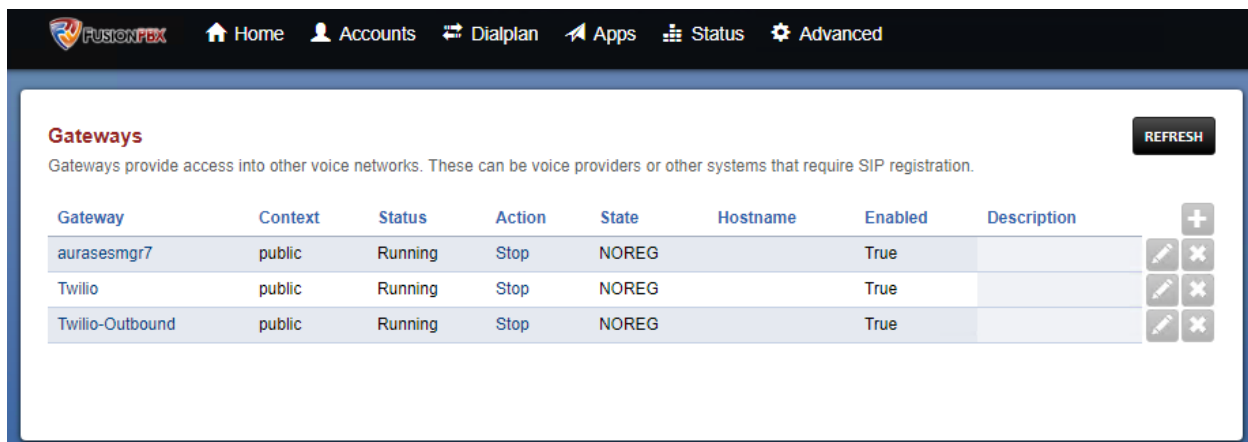 FUSIONPBX Home Accounts Dialplan Apps Status Advanced
Gateways REFRESH
Gateways provide access into other voice networks. These can be voice providers or other systems that require SIP registration.
Gateway Context Status Action State Hostname Enabled Description
aurasesmgr7 public Running Stop NOREG True
Twilio public Running Stop NOREG True
Twilio-Outbound public Running Stop NOREG True